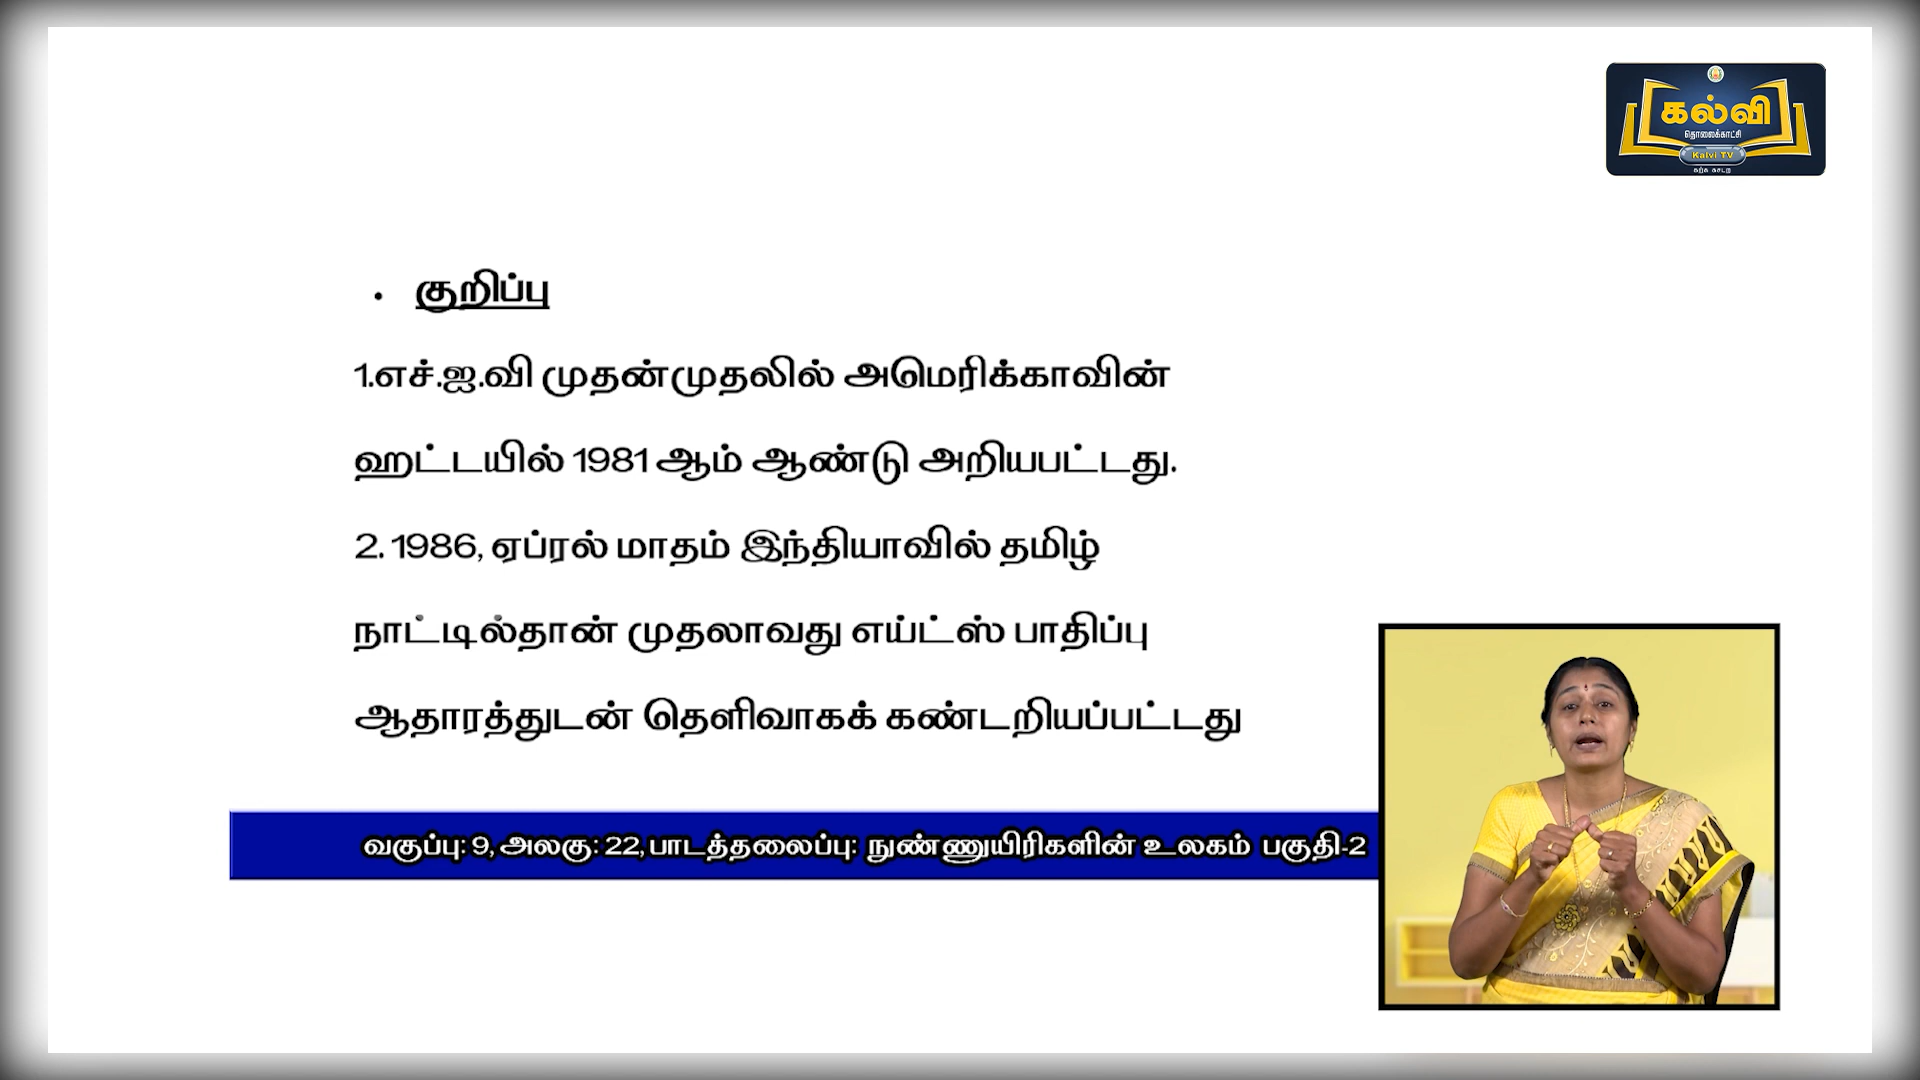 கல்வி
தொலைக்காட்சி
Kalvi TV
கற்க கசடற
• குறிப்பு
1.எச்.ஐ.வி முதன்முதலில் அமெரிக்காவின்
ஹட்டயில் 1981 ஆம் ஆண்டு அறியபட்டது.
2. 1986, ஏப்ரல் மாதம் இந்தியாவில் தமிழ்
நாட்டில்தான் முதலாவது எய்ட்ஸ் பாதிப்பு
ஆதாரத்துடன் தெளிவாகக் கண்டறியப்பட்டது
வகுப்பு: 9, அலகு: 22, பாடத்தலைப்பு: நுண்ணுயிரிகளின் உலகம் பகுதி-2